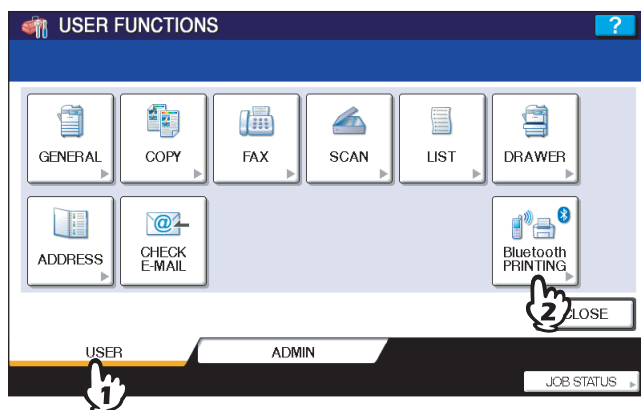 USER FUNCTIONS
?
GENERAL
COPY
FAX
SCAN
LIST
DRAWER
ADDRESS
CHECK
E-MAIL
Bluetooth
PRINTING
2
CLOSE
USER
ADMIN
1
JOB STATUS